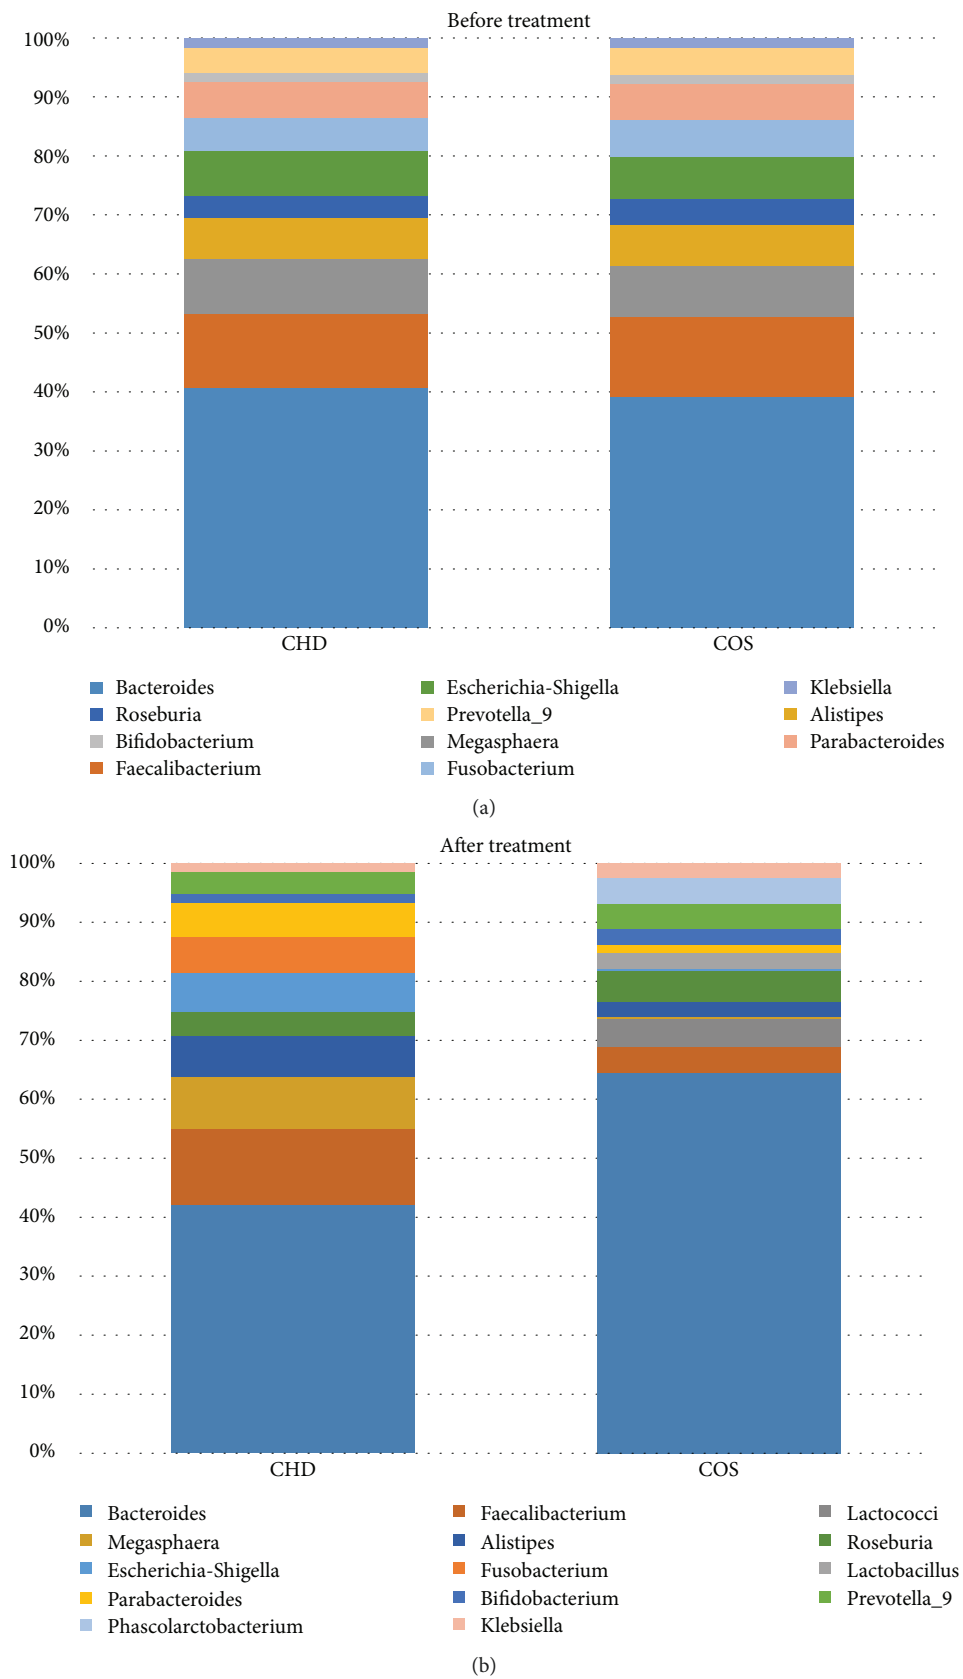 Before treatment
100%
90%
80%
70%
60%
50%
40%
30%
20%
10%
0%
CHD COS
Bacteroides Escherichia-Shigella Klebsiella
Roseburia Prevotella_9 Alistipes
Bifidobacterium Megasphaera Parabacteroides
Faecalibacterium Fusobacterium
(a)
After treatment
100%
90%
80%
70%
60%
50%
40%
30%
20%
10%
0%
CHD COS
Bacteroides Faecalibacterium Lactococci
Megasphaera Alistipes Roseburia
Escherichia-Shigella Fusobacterium Lactobacillus
Parabacteroides Bifidobacterium Prevotella_9
Phascolarctobacterium Klebsiella
(b)